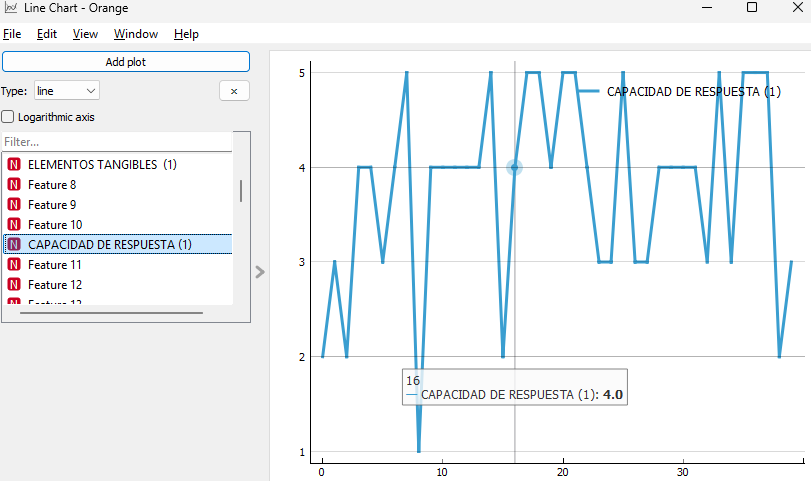 Line Chart - Orange
File Edit View Window Help
Add plot
Type: line
Logarithmic axis
Filter...
N ELEMENTOS TANGIBLES (1)
N Feature 8
N Feature 9
N Feature 10
N CAPACIDAD DE RESPUESTA (1)
N Feature 11
N Feature 12
5
4
3
2
1
CAPACIDAD DE RESPUESTA (1)
16
CAPACIDAD DE RESPUESTA (1): 4.0
0 10 20 30